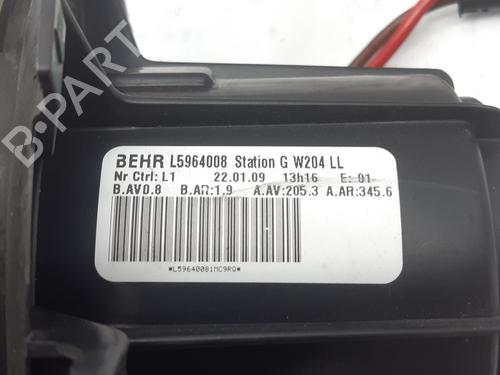 B-PARTS
BEHR L5964008 Station G W204 LL
Nr Ctrl: L1 22.01.09 13h16 E: 01
B.AV0.8 B.AR:1.9 A.AV:205.3 A.AR:345.6
*L59640081MC9RQ*